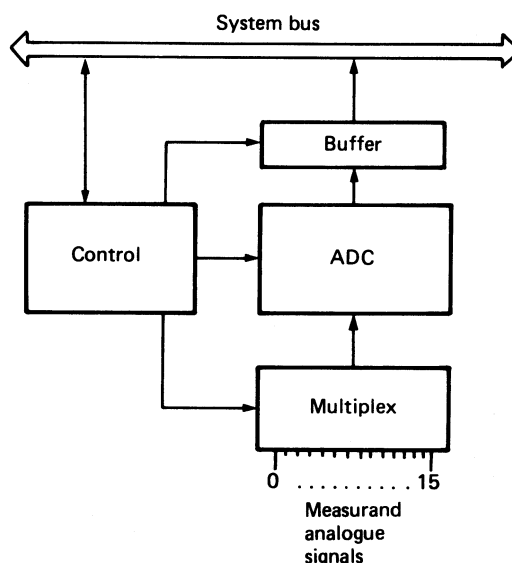 System bus
Buffer
Control
ADC
Multiplex
0 ........... 15
Measurand
analogue
signals